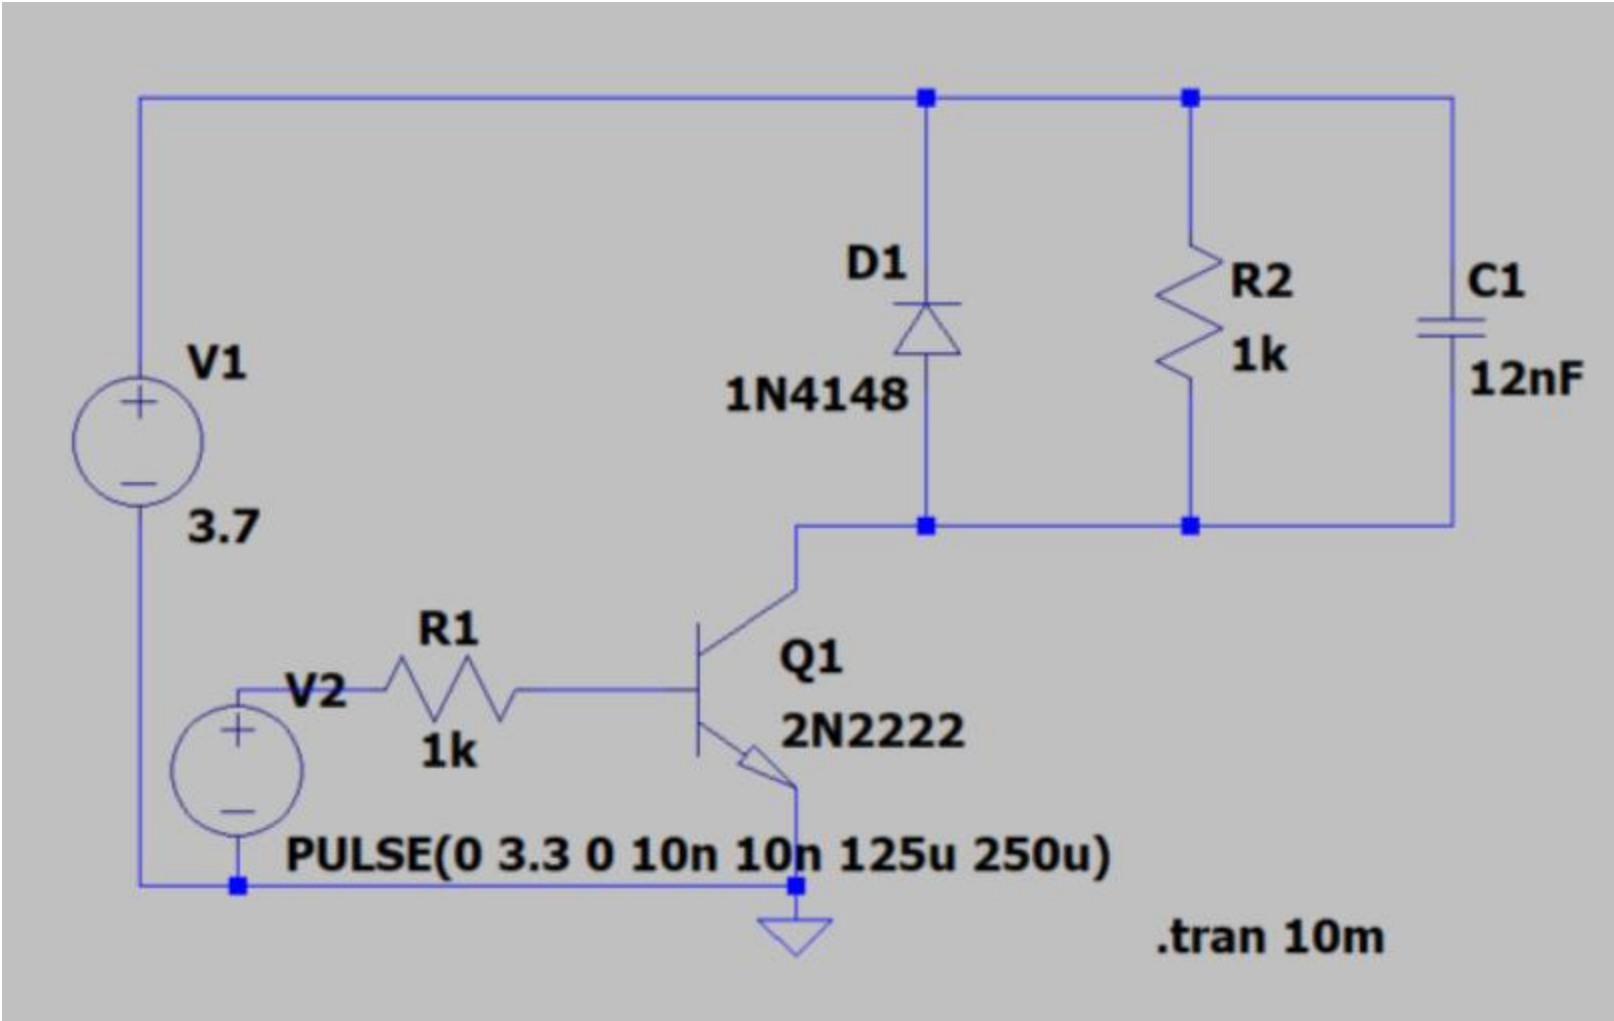 D1
1N4148
R2
1k
C1
12nF
V1
3.7
R1
1k
V2
Q1
2N2222
PULSE(0 3.3 0 10n 10n 125u 250u)
.tran 10m